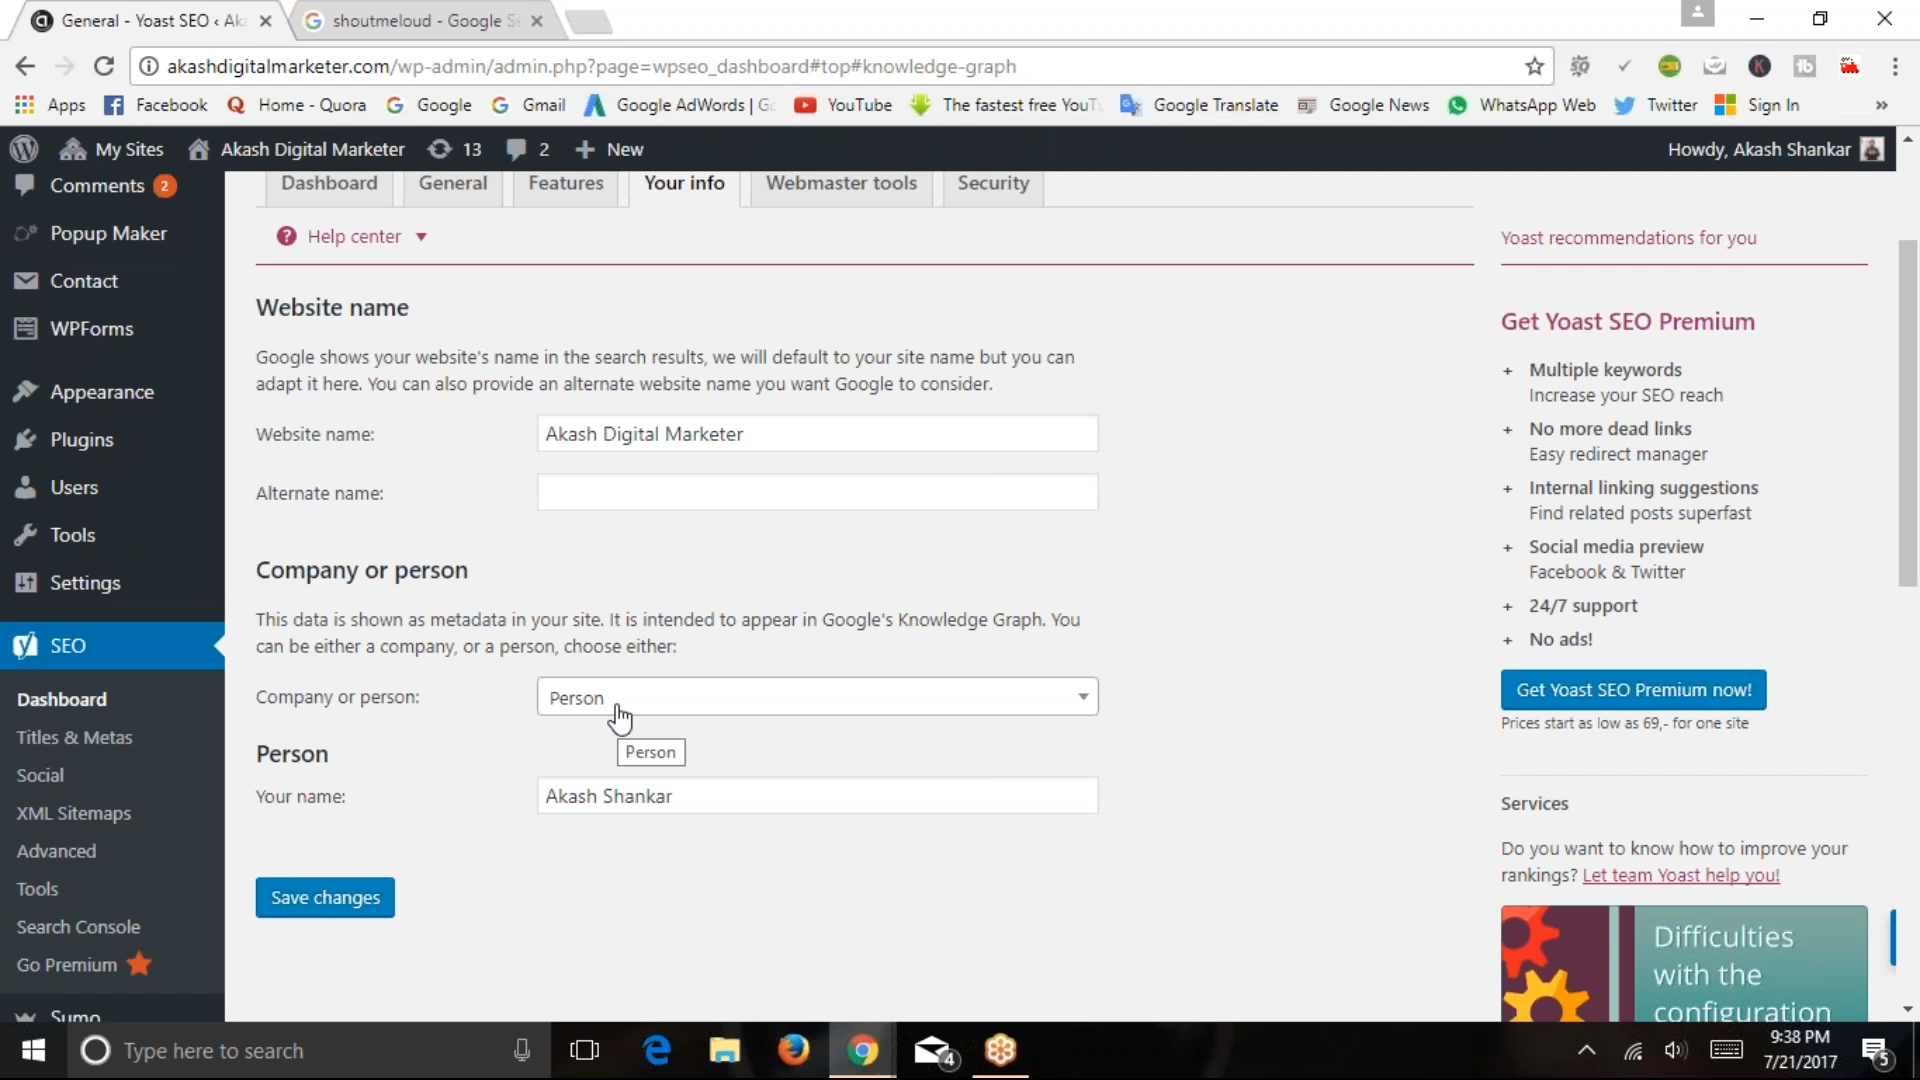 General - Yoast SEO ‹ Aka
shoutmeloud - Google Se
akashdigitalmarketer.com/wp-admin/admin.php?page=wpseo_dashboard#top#knowledge-graph
Apps
Facebook
Home - Quora
Google
Gmail
Google AdWords | Go
YouTube
The fastest free YouTu
Google Translate
Google News
WhatsApp Web
Twitter
Sign In
»
My Sites
Akash Digital Marketer
13
2
New
Howdy, Akash Shankar
Comments 2
Popup Maker
Contact
WPForms
Appearance
Plugins
Users
Tools
Settings
SEO
Dashboard
Titles & Metas
Social
XML Sitemaps
Advanced
Tools
Search Console
Go Premium
Sumo
Dashboard
General
Features
Your info
Webmaster tools
Security
Help center
Website name
Google shows your website's name in the search results, we will default to your site name but you can
adapt it here. You can also provide an alternate website name you want Google to consider.
Website name:
Akash Digital Marketer
Alternate name:
Company or person
This data is shown as metadata in your site. It is intended to appear in Google's Knowledge Graph. You
can be either a company, or a person, choose either:
Company or person:
Person
Person
Person
Your name:
Akash Shankar
Save changes
Yoast recommendations for you
Get Yoast SEO Premium
+ Multiple keywords
Increase your SEO reach
+ No more dead links
Easy redirect manager
+ Internal linking suggestions
Find related posts superfast
+ Social media preview
Facebook & Twitter
+ 24/7 support
+ No ads!
Get Yoast SEO Premium now!
Prices start as low as 69,- for one site
Services
Do you want to know how to improve your
rankings? Let team Yoast help you!
Difficulties
with the
configuration
Type here to search
4
9:38 PM
7/21/2017
5